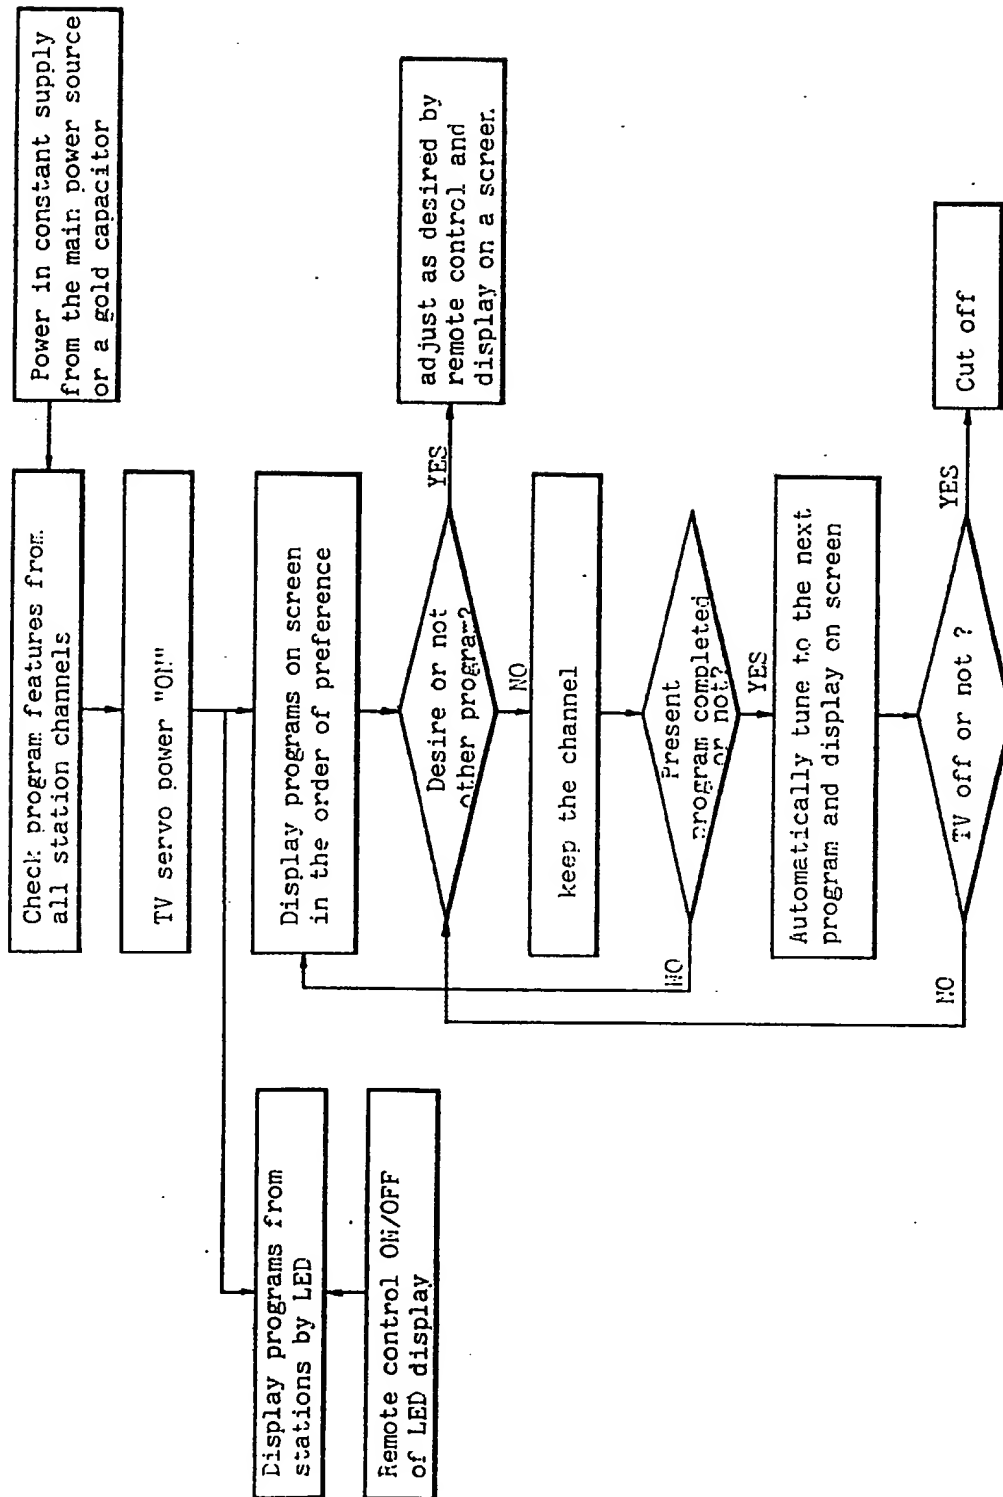 Power in constant supply
from the main power source
or a gold capacitor
Check program features from
all station channels
TV servo power "ON"
Display programs on screen
in the order of preference
Display programs from
stations by LED
Remote control ON/OFF
of LED display
Desire or not
other program?
YES
adjust as desired by
remote control and
display on a screen.
NO
keep the channel
Present
program completed
or not?
NO
YES
Automatically tune to the next
program and display on screen
TV off or not ?
NO
YES
Cut off